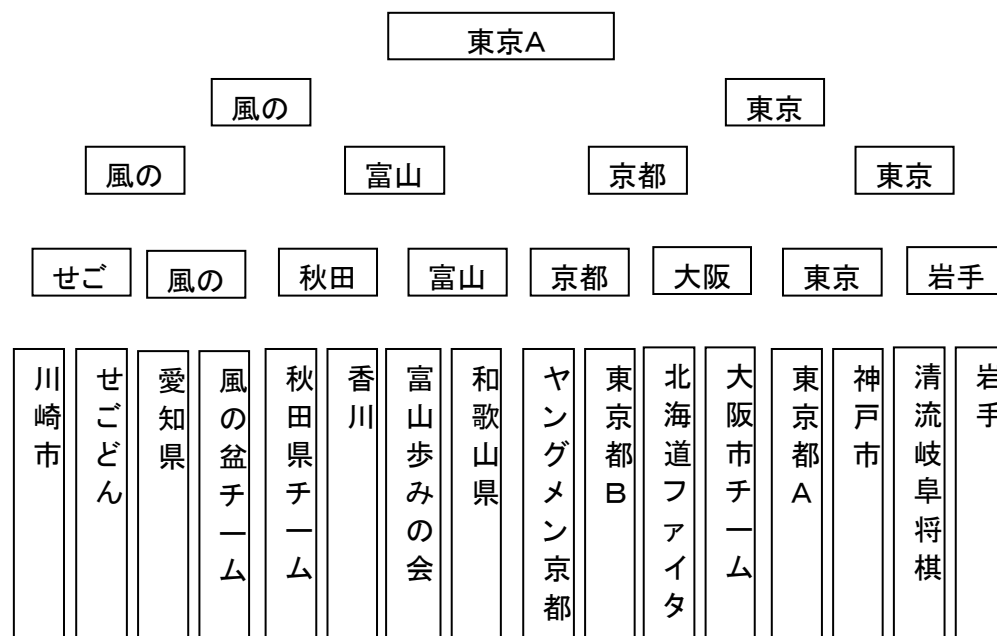 東京A
風の
東京
風の
富山
京都
東京
せご
風の
秋田
富山
京都
大阪
東京
岩手
川崎市
せごどん
愛知県
風の盆チーム
秋田県チーム
香川
富山歩みの会
和歌山県
ヤングメン京都
東京都B
北海道ファイタ
大阪市チーム
東京都A
神戸市
清流岐阜将棋
岩手